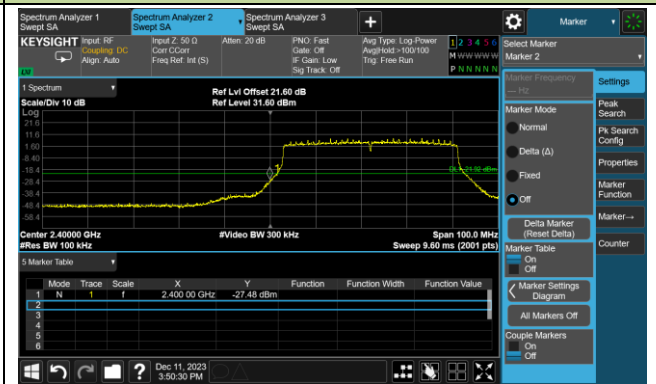 Spectrum Analyzer 1
Swept SA
Spectrum Analyzer 2
Swept SA
Spectrum Analyzer 3
Swept SA
+
Marker
KEYSIGHT
Input: RF
Coupling: DC
Align: Auto
Input Z: 50 Ω
Corr CCorr
Freq Ref: Int (S)
Atten: 20 dB
PNO: Fast
Gate: Off
IF Gain: Low
Sig Track: Off
Avg Type: Log-Power
Avg|Hold:>100/100
Trig: Free Run
1 2 3 4 5 6
M W W W W W
P N N N N N
LW
Select Marker
Marker 2
1 Spectrum
Scale/Div 10 dB
Log
Ref Lvl Offset 21.60 dB
Ref Level 31.60 dBm
21.6
11.6
1.60
-8.40
-18.4
-28.4
-38.4
-48.4
-58.4
1
DL1 -21.92 dBm
Center 2.40000 GHz
#Res BW 100 kHz
#Video BW 300 kHz
Span 100.0 MHz
Sweep 9.60 ms (2001 pts)
5 Marker Table
Mode Trace Scale X Y Function Function Width Function Value
1 N 1 f 2.400 00 GHz -27.48 dBm
2
3
4
5
6
Marker Frequency
--- Hz
Marker Mode
Normal
Delta (Δ)
Fixed
Off
Delta Marker
(Reset Delta)
Marker Table
On
Off
Marker Settings
Diagram
All Markers Off
Couple Markers
On
Off
Settings
Peak
Search
Pk Search
Config
Properties
Marker
Function
Marker→
Counter
?
Dec 11, 2023
3:50:30 PM